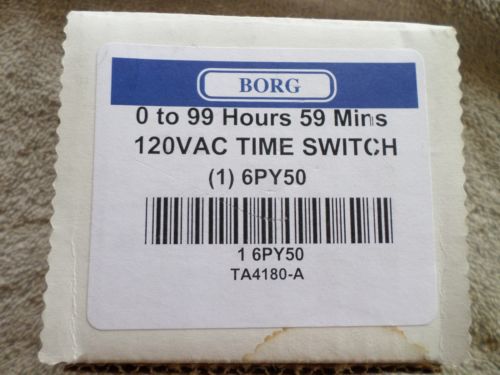 BORG
0 to 99 Hours 59 Mins
120VAC TIME SWITCH
(1) 6PY50
1 6PY50
TA4180-A